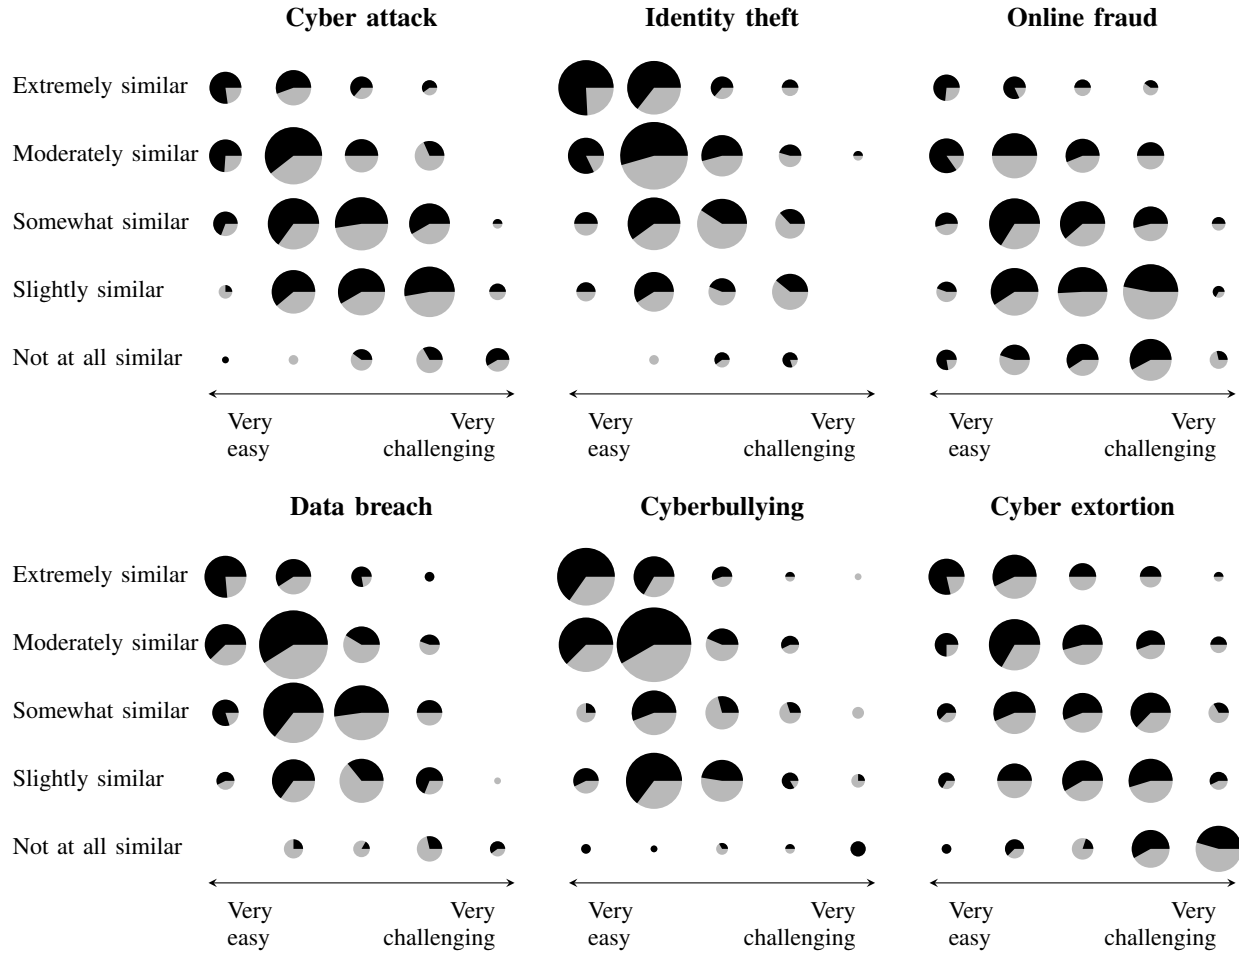 Cyber attack Identity theft Online fraud
Extremely similar
Moderately similar
Somewhat similar
Slightly similar
Not at all similar
Very Very Very Very Very Very
easy challenging easy challenging easy challenging
Data breach Cyberbullying Cyber extortion
Extremely similar
Moderately similar
Somewhat similar
Slightly similar
Not at all similar
Very Very Very Very Very Very
easy challenging easy challenging easy challenging